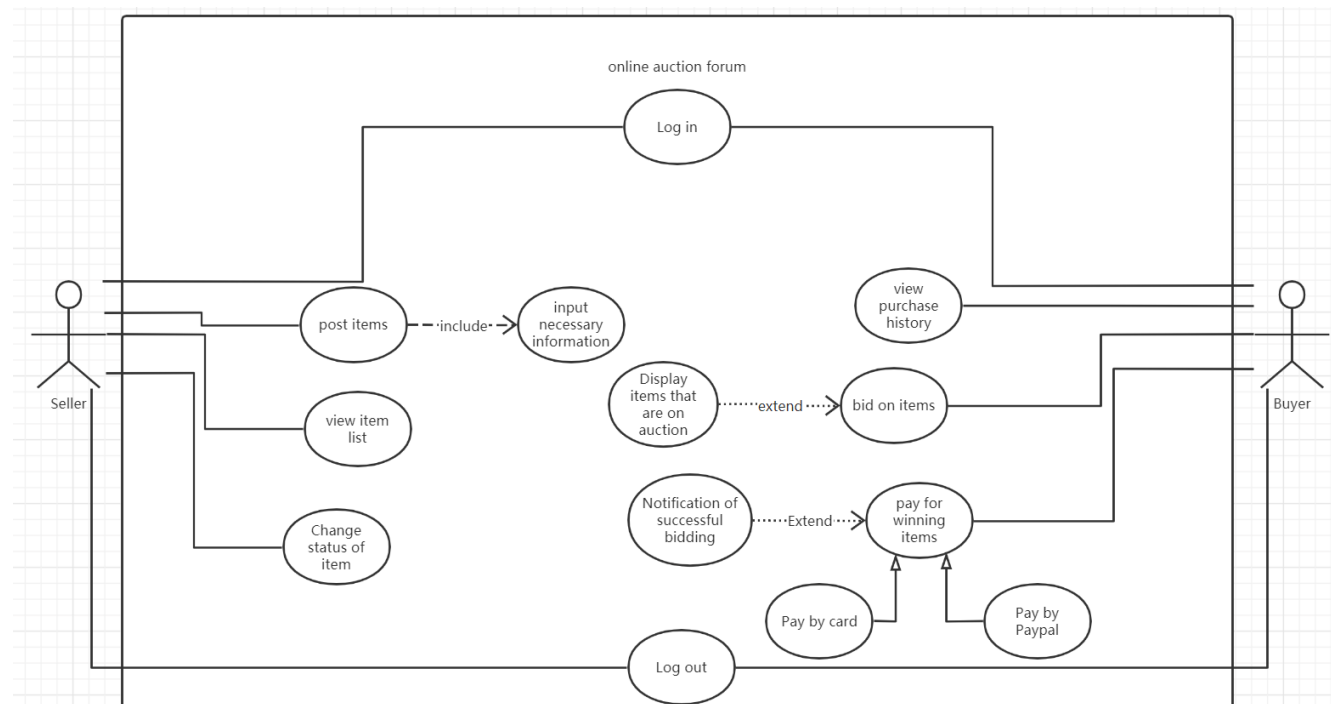 online auction forum
Log in
view
purchase
history
input
necessary
information
post items
include
Display
items that
are on
auction
extend
bid on items
Seller
Buyer
view item
list
Notification of
successful
bidding
Extend
pay for
winning
items
Change
status of
item
Pay by card
Pay by
Paypal
Log out